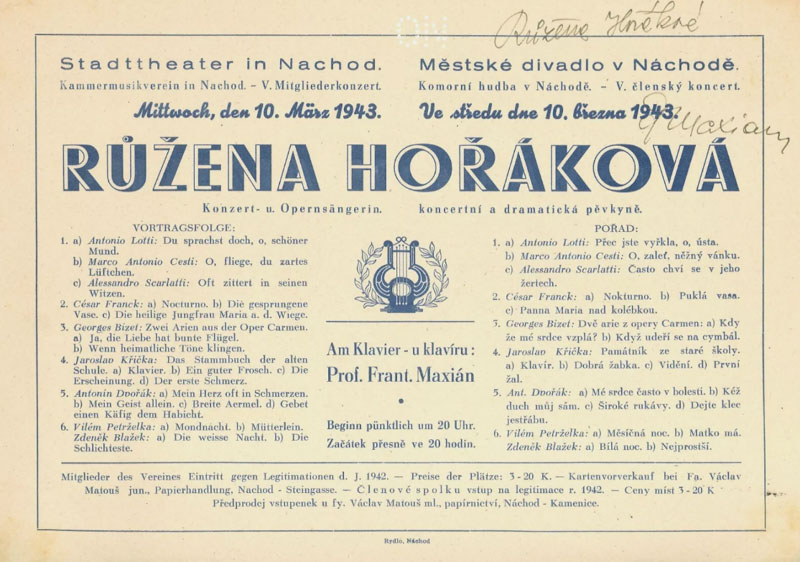 Růžena Horáková
Stadttheater in Nachod.
Kammermusikverein in Nachod. – V. Mitgliederkonzert.
Mittwoch, den 10. März 1943.
Městské divadlo v Náchodě.
Komorní hudba v Náchodě. – V. členský koncert.
Ve středu dne 10. března 1943.
F Maxian
RŮŽENA HOŘÁKOVÁ
Konzert- u. Opernsängerin.
koncertní a dramatická pěvkyně.
VORTRAGSFOLGE:
1. a) Antonio Lotti: Du sprachst doch, o, schöner
Mund.
b) Marco Antonio Cesti: O, fliege, du zartes
Lüftchen.
c) Alessandro Scarlatti: Oft zittert in seinen
Witzen.
2. César Franck: a) Nocturno. b) Die gesprungene
Vase. c) Die heilige Jungfrau Maria a. d. Wiege.
3. Georges Bizet: Zwei Arien aus der Oper Carmen.
a) Ja, die Liebe hat bunte Flügel.
b) Wenn heimatliche Töne klingen.
4. Jaroslav Křička: Das Stammbuch der alten
Schule. a) Klavier. b) Ein guter Frosch. c) Die
Erscheinung. d) Der erste Schmerz.
5. Antonin Dvořák: a) Mein Herz oft in Schmerzen.
b) Mein Geist allein. c) Breite Aermel. d) Gebet
einen Käfig dem Habicht.
6. Vilém Petrželka: a) Mondnacht. b) Mütterlein.
Zdeněk Blažek: a) Die weisse Nacht. b) Die
Schlichteste.
Am Klavier - u klavíru :
Prof. Frant. Maxián
Beginn pünktlich um 20 Uhr.
Začátek přesně ve 20 hodin.
POŘAD:
1. a) Antonio Lotti: Přec jste vyřkla, o, ústa.
b) Marco Antonio Cesti: O, zaleť, něžný vánku.
c) Alessandro Scarlatti: Často chví se v jeho
žertech.
2. César Franck: a) Nokturno. b) Puklá vasa.
c) Panna Maria nad kolébkou.
3. Georges Bizet: Dvě arie z opery Carmen: a) Kdy
že mé srdce vzplá? b) Když udeří se na cymbál.
4. Jaroslav Křička: Památník ze staré školy.
a) Klavír. b) Dobrá žabka. c) Vidění. d) První
žal.
5. Ant. Dvořák: a) Mé srdce často v bolesti. b) Kéž
duch můj sám. c) Široké rukávy. d) Dejte klec
jestřábu.
6. Vilém Petrželka: a) Měsíčná noc. b) Matko má.
Zdeněk Blažek: a) Bílá noc. b) Nejprostší.
Mitglieder des Vereines Eintritt gegen Legitimationen d. J. 1942. — Preise der Plätze: 3 - 20 K. — Kartenvorverkauf bei Fa. Václav
Matouš jun., Papierhandlung, Nachod - Steingasse. — Členové spolku vstup na legitimace r. 1942. — Ceny míst 3 - 20 K
Předprodej vstupenek u fy. Václav Matouš ml., papírnictví, Náchod - Kamenice.
Rydlo, Náchod